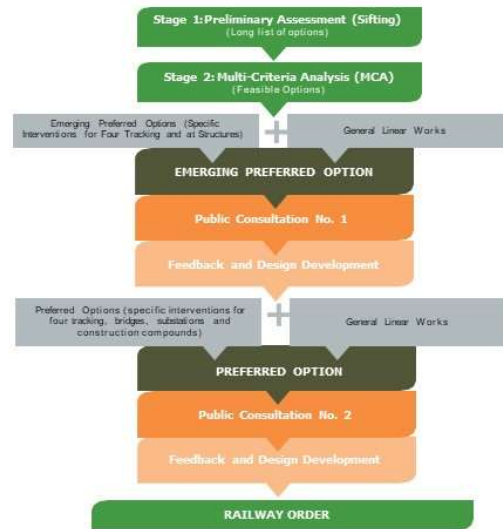 Stage 1: Preliminary Assessment (Sifting)
(Long list of options)
Stage 2: Multi-Criteria Analysis (MCA)
(Feasible Options)
Emerging Preferred Options (Specific
Interventions for Four Tracking and at Structures)
+
General Linear Works
EMERGING PREFERRED OPTION
Public Consultation No. 1
Feedback and Design Development
Preferred Options (specific interventions for
four tracking, bridges, substations and
construction compounds)
+
General Linear Works
PREFERRED OPTION
Public Consultation No. 2
Feedback and Design Development
RAILWAY ORDER